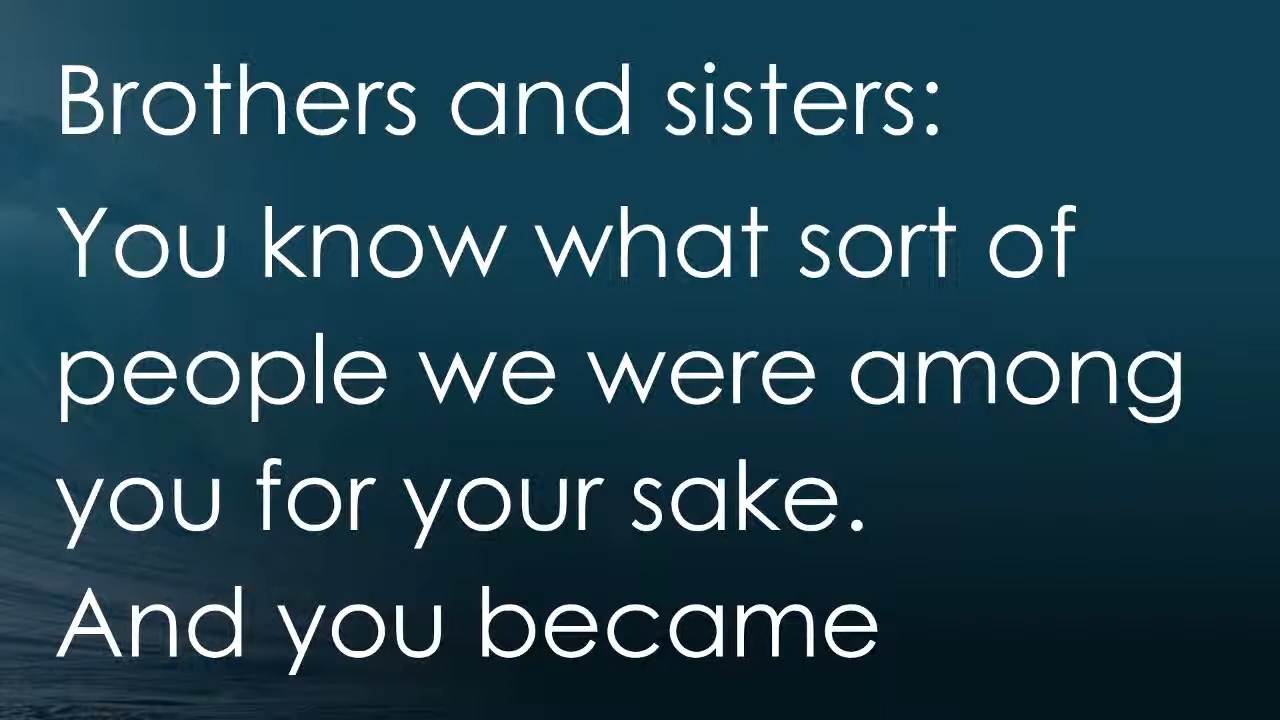 Brothers and sisters:
You know what sort of
people we were among
you for your sake.
And you became